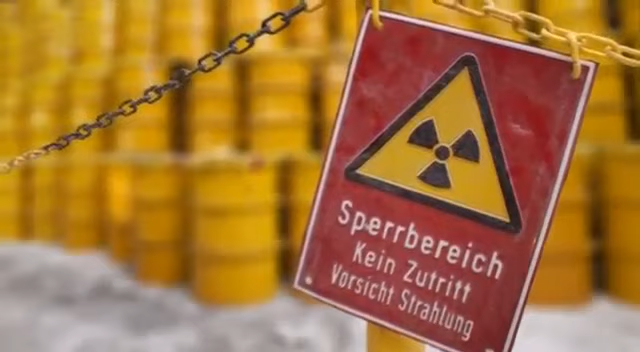 Sperrbereich
Kein Zutritt
Vorsicht Strahlung